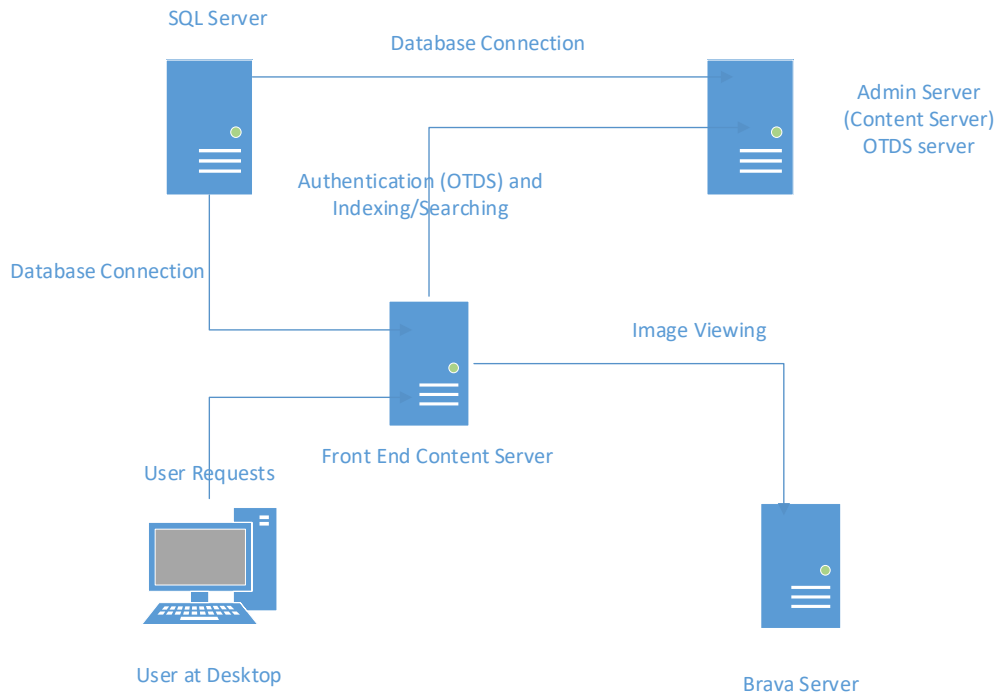 SQL Server
Database Connection
Admin Server
(Content Server)
OTDS server
Authentication (OTDS) and
Indexing/Searching
Database Connection
Image Viewing
Front End Content Server
User Requests
User at Desktop
Brava Server